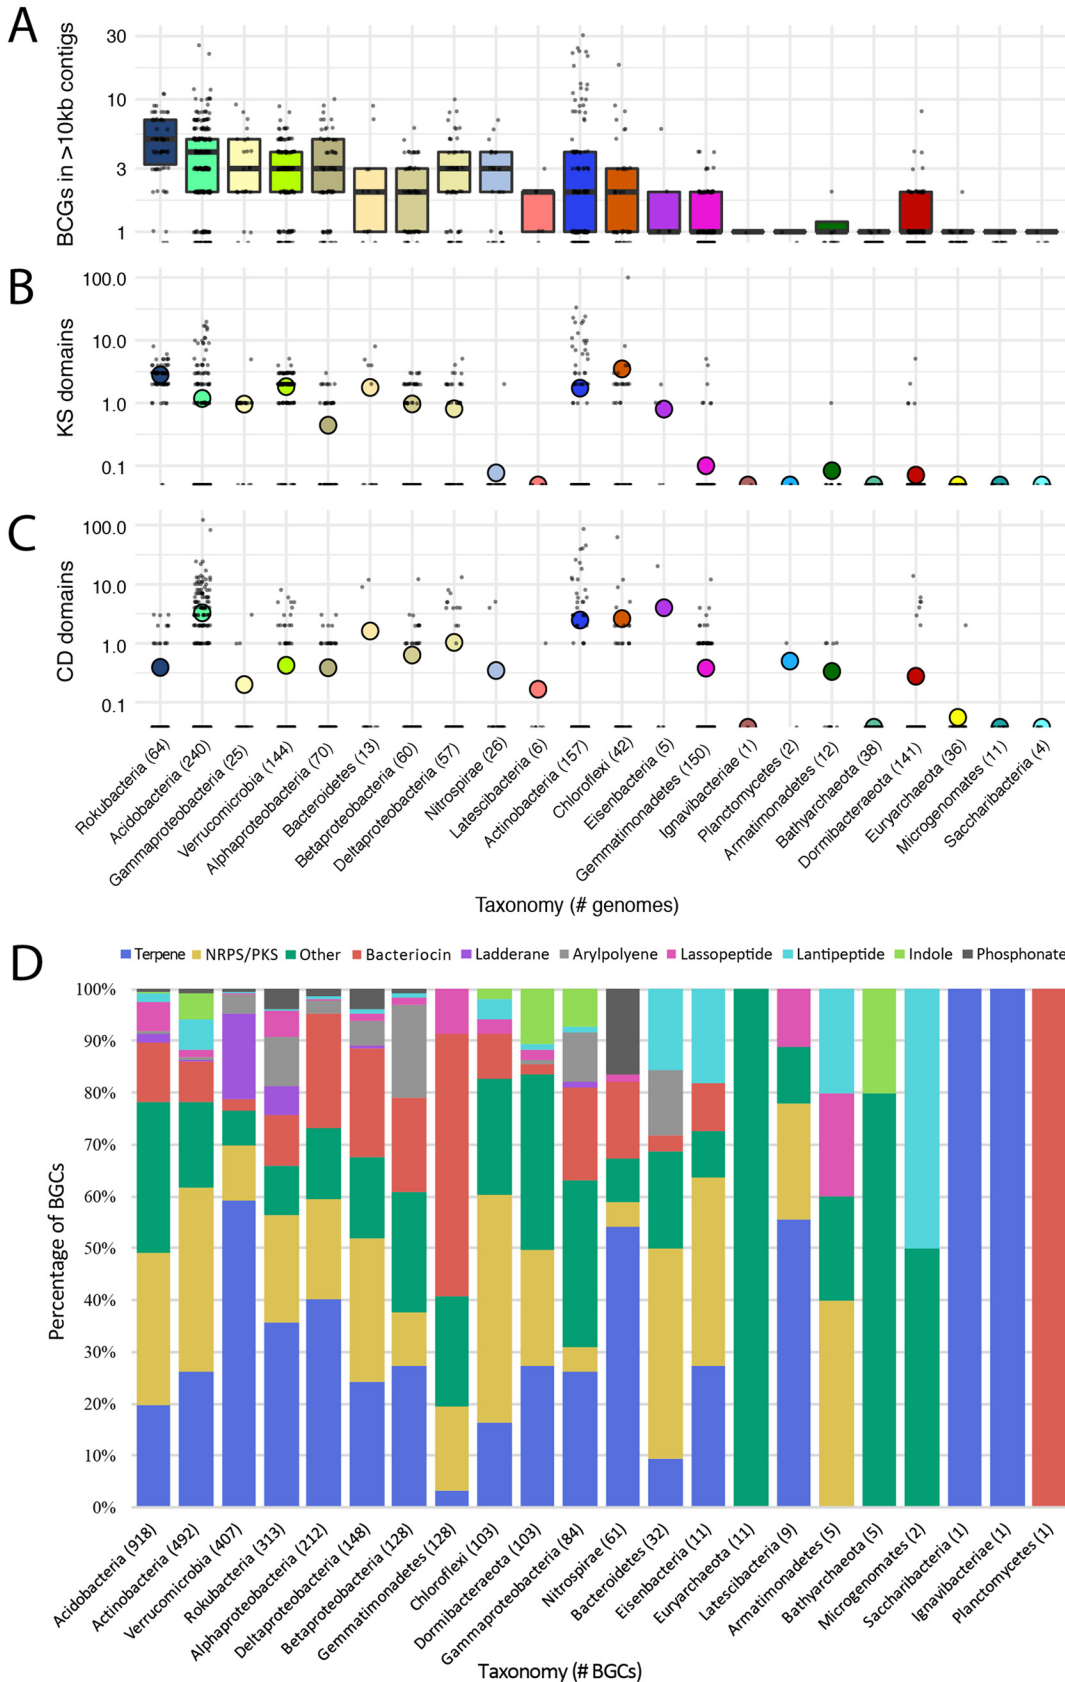 A
BCGs in >10kb contigs
30
10
3
1
B
KS domains
100.0
10.0
1.0
0.1
C
CD domains
100.0
10.0
1.0
0.1
Rokubacteria (64)
Acidobacteria (240)
Gammaproteobacteria (25)
Verrucomicrobia (144)
Alphaproteobacteria (70)
Bacteroidetes (13)
Betaproteobacteria (60)
Deltaproteobacteria (57)
Nitrospirae (26)
Latescibacteria (6)
Actinobacteria (157)
Chloroflexi (42)
Eisenbacteria (5)
Gemmatimonadetes (150)
Ignavibacteriae (1)
Planctomycetes (2)
Armatimonadetes (12)
Bathyarchaeota (38)
Dormibacteraeota (141)
Euryarchaeota (36)
Microgenomates (11)
Saccharibacteria (4)
Taxonomy (# genomes)
D
Terpene NRPS/PKS Other Bacteriocin Ladderane Arylpolyene Lassopeptide Lantipeptide Indole Phosphonate
Percentage of BGCs
100%
90%
80%
70%
60%
50%
40%
30%
20%
10%
0%
Acidobacteria (918)
Actinobacteria (492)
Verrucomicrobia (407)
Rokubacteria (313)
Alphaproteobacteria (212)
Deltaproteobacteria (148)
Betaproteobacteria (128)
Gemmatimonadetes (128)
Chloroflexi (103)
Dormibacteraeota (103)
Gammaproteobacteria (84)
Nitrospirae (61)
Bacteroidetes (32)
Eisenbacteria (11)
Euryarchaeota (11)
Latescibacteria (9)
Armatimonadetes (5)
Bathyarchaeota (5)
Microgenomates (2)
Saccharibacteria (1)
Ignavibacteriae (1)
Planctomycetes (1)
Taxonomy (# BGCs)